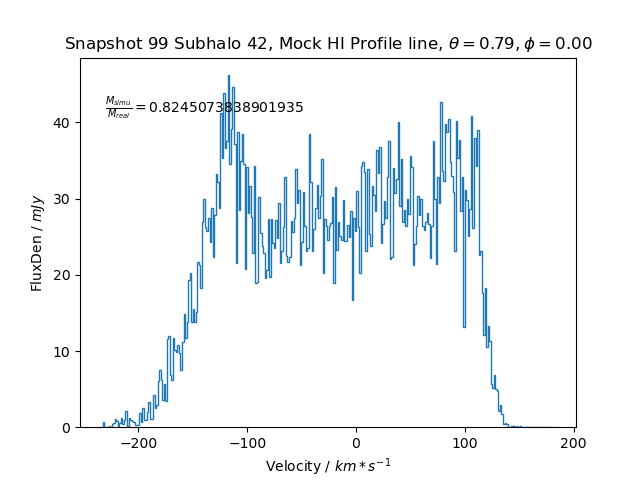 Snapshot 99 Subhalo 42, Mock HI Profile line, θ = 0.79, ϕ = 0.00
M_simu/M_real = 0.8245073838901935
FluxDen / mJy
40
30
20
10
0
−200 −100 0 100 200
Velocity / km * s⁻¹